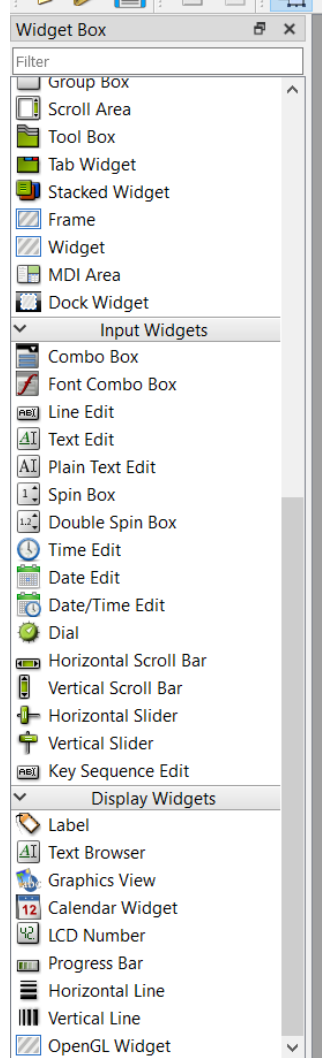 Widget Box
Filter
Group Box
Scroll Area
Tool Box
Tab Widget
Stacked Widget
Frame
Widget
MDI Area
Dock Widget
Input Widgets
Combo Box
Font Combo Box
Line Edit
Text Edit
Plain Text Edit
Spin Box
Double Spin Box
Time Edit
Date Edit
Date/Time Edit
Dial
Horizontal Scroll Bar
Vertical Scroll Bar
Horizontal Slider
Vertical Slider
Key Sequence Edit
Display Widgets
Label
Text Browser
Graphics View
Calendar Widget
LCD Number
Progress Bar
Horizontal Line
Vertical Line
OpenGL Widget